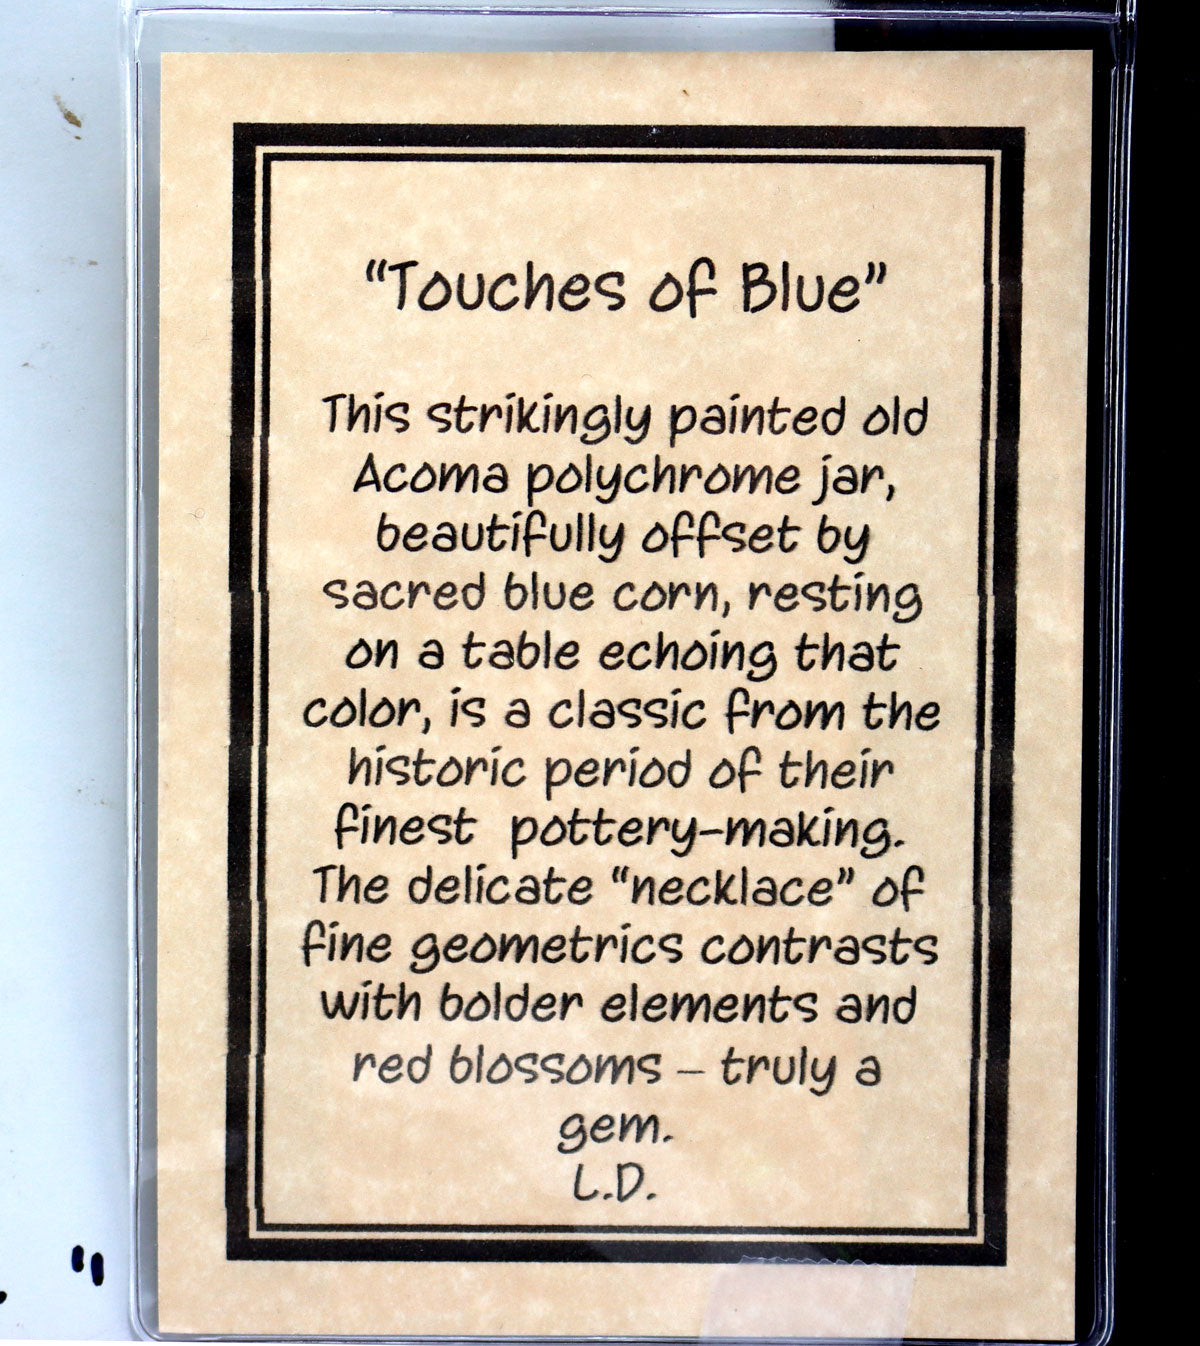 “Touches of Blue”
This strikingly painted old
Acoma polychrome jar,
beautifully offset by
sacred blue corn, resting
on a table echoing that
color, is a classic from the
historic period of their
finest  pottery-making.
The delicate “necklace” of
fine geometrics contrasts
with bolder elements and
red blossoms – truly a
gem.
L.D.